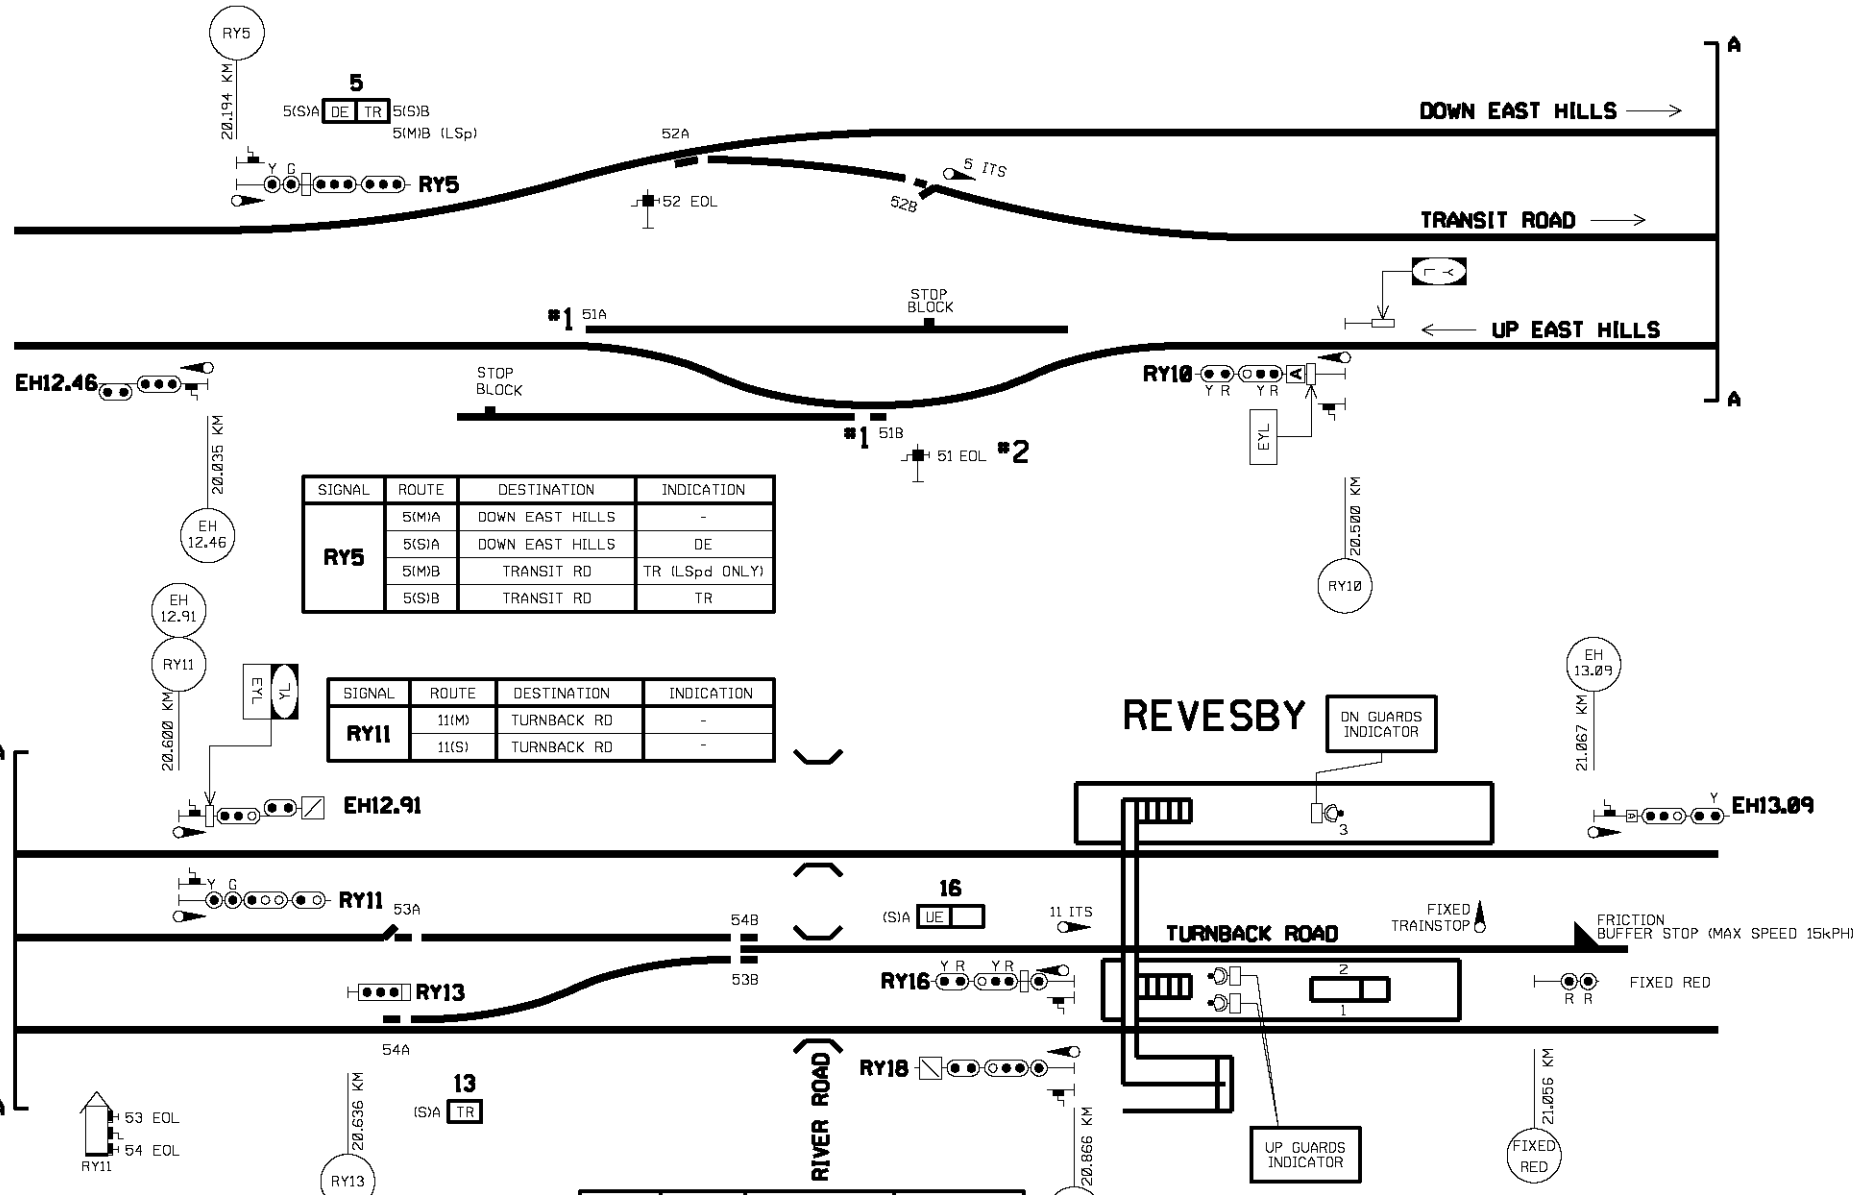 RY5
20.194 KM
5
5(S)A DE TR 5(S)B
5(M)B (LSp)
Y G
RY5
52A
52 EOL
5 ITS
52B
DOWN EAST HILLS
TRANSIT ROAD
A
YL
UP EAST HILLS
#1 51A
STOP
BLOCK
EH12.46
STOP
BLOCK
#1 51B
51 EOL #2
RY10 A
Y R Y R
EYL
A
20.035 KM
EH
12.46
20.500 KM
RY10
SIGNAL ROUTE DESTINATION INDICATION
RY5
5(M)A DOWN EAST HILLS -
5(S)A DOWN EAST HILLS DE
5(M)B TRANSIT RD TR (LSpd ONLY)
5(S)B TRANSIT RD TR
EH
12.91
RY11
20.600 KM
EYL YL
SIGNAL ROUTE DESTINATION INDICATION
RY11
11(M) TURNBACK RD -
11(S) TURNBACK RD -
REVESBY
DN GUARDS
INDICATOR
EH
13.09
21.067 KM
A
EH12.91
3
A Y
EH13.09
Y G
RY11
53A
54B
16
(S)A UE
11 ITS
TURNBACK ROAD
FIXED
TRAINSTOP
FRICTION
BUFFER STOP (MAX SPEED 15kPH)
RY13
53B
RY16
Y R Y R
2
1
R R
FIXED RED
54A
RY18
RIVER ROAD
A
53 EOL
54 EOL
RY11
20.636 KM
RY13
13
(S)A TR
20.866 KM
UP GUARDS
INDICATOR
21.056 KM
FIXED
RED